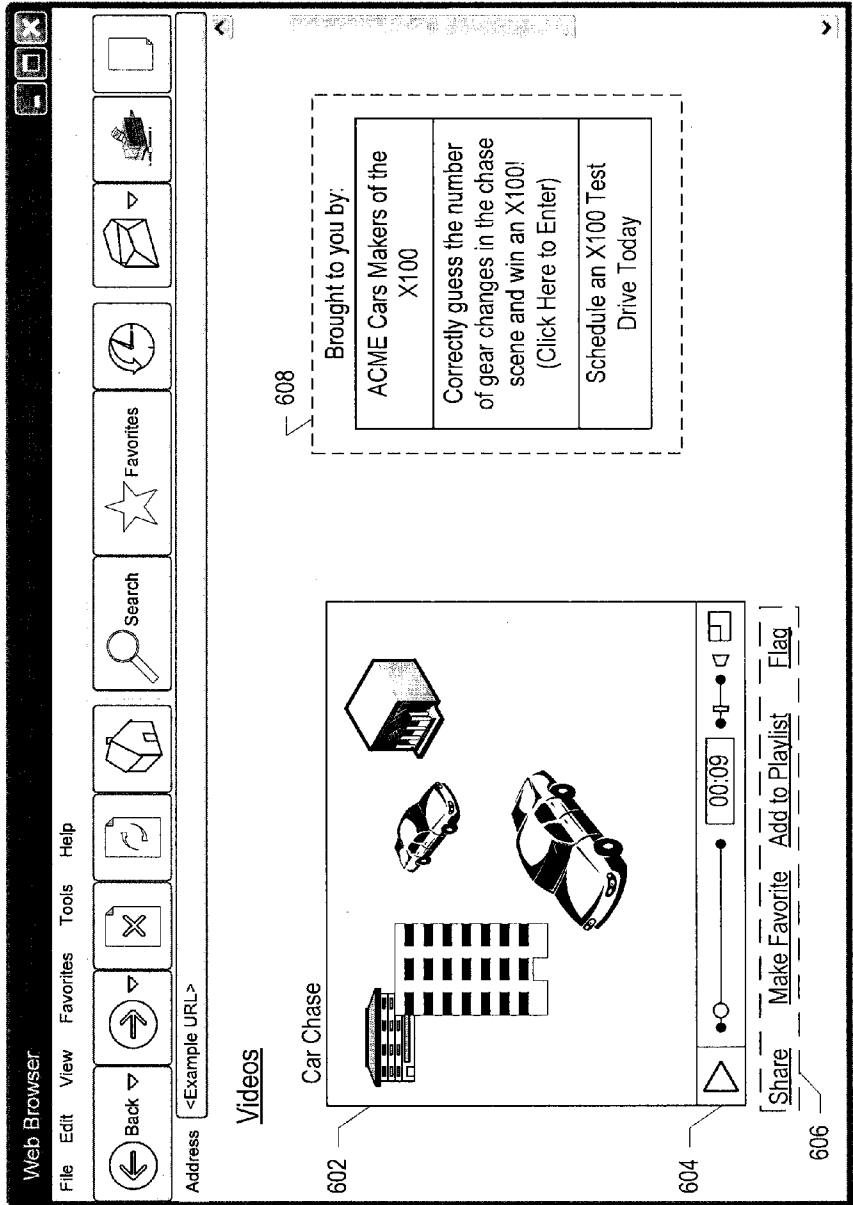 Web Browser
File Edit View Favorites Tools Help
Back Search Favorites
Address <Example URL>
Videos
Car Chase
602
00:09
604
Share Make Favorite Add to Playlist Flag
606
608
Brought to you by:
ACME Cars Makers of the
X100
Correctly guess the number
of gear changes in the chase
scene and win an X100!
(Click Here to Enter)
Schedule an X100 Test
Drive Today